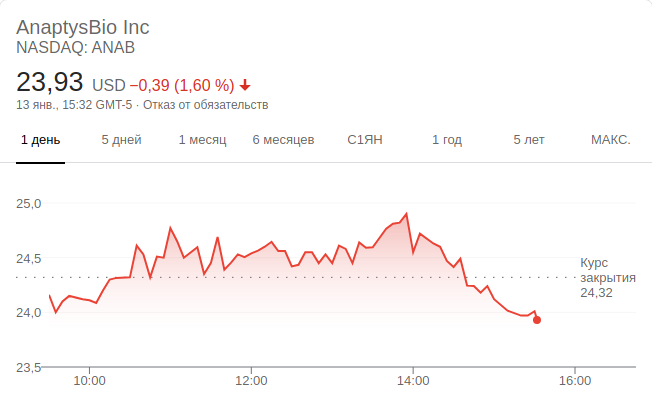 AnaptysBio Inc
NASDAQ: ANAB
23,93 USD −0,39 (1,60 %)
13 янв., 15:32 GMT-5 · Отказ от обязательств
1 день 5 дней 1 месяц 6 месяцев С1ЯН 1 год 5 лет МАКС.
25,0
24,5
Курс
закрытия
24,32
24,0
23,5
10:00 12:00 14:00 16:00